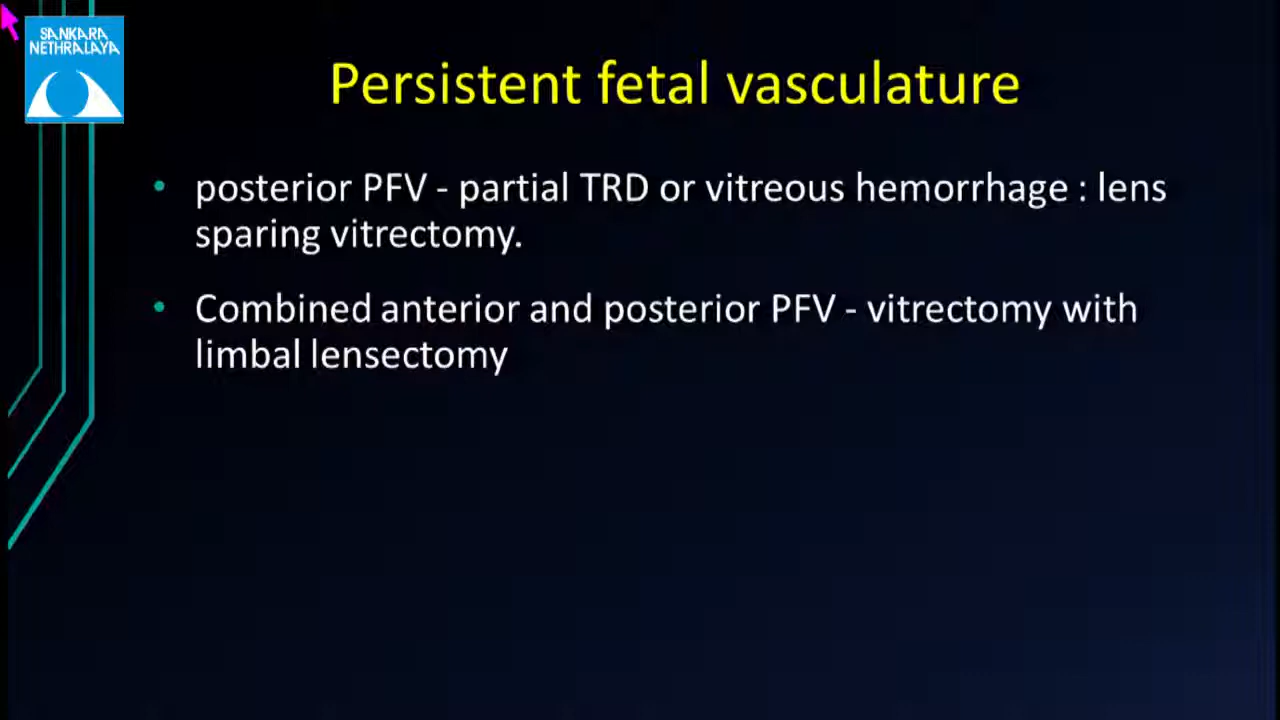 SANKARA
NETHRALAYA
Persistent fetal vasculature
• posterior PFV - partial TRD or vitreous hemorrhage : lens
sparing vitrectomy.
• Combined anterior and posterior PFV - vitrectomy with
limbal lensectomy